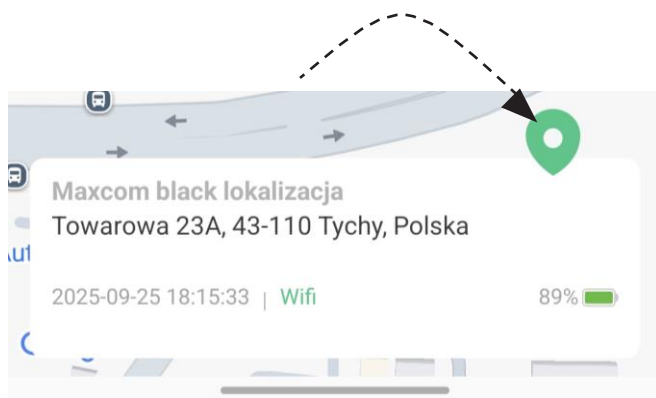 Maxcom black lokalizacja
Towarowa 23A, 43-110 Tychy, Polska
2025-09-25 18:15:33 | Wifi
89%